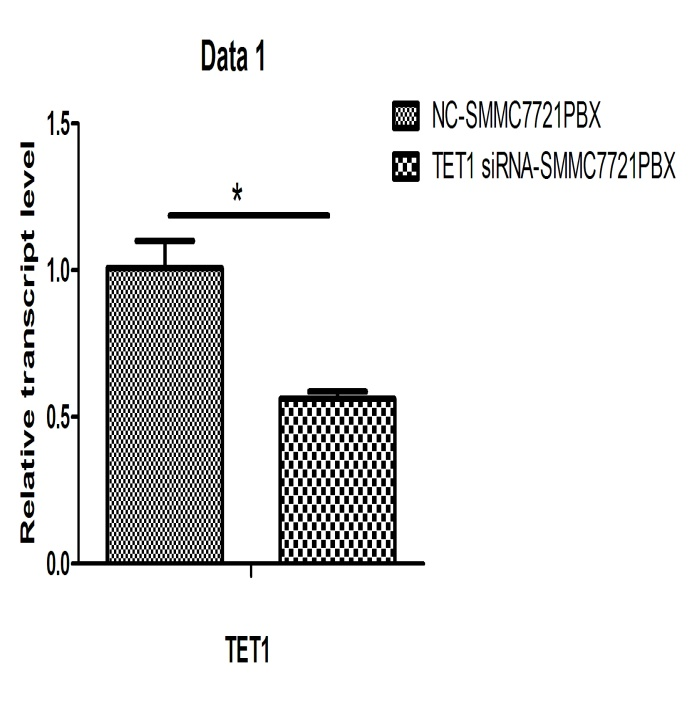 Data 1
NC-SMMC7721PBX
TET1 siRNA-SMMC7721PBX
Relative transcript level
1.5
1.0
0.5
0.0
*
TET1